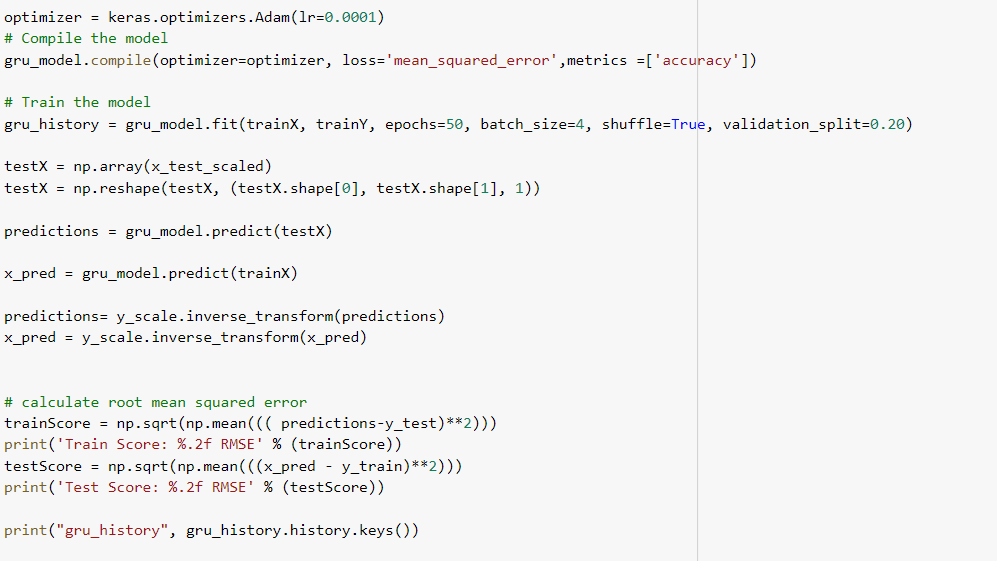 optimizer = keras.optimizers.Adam(lr=0.0001)
# Compile the model
gru_model.compile(optimizer=optimizer, loss='mean_squared_error',metrics =['accuracy'])
# Train the model
gru_history = gru_model.fit(trainX, trainY, epochs=50, batch_size=4, shuffle=True, validation_split=0.20)
testX = np.array(x_test_scaled)
testX = np.reshape(testX, (testX.shape[0], testX.shape[1], 1))
predictions = gru_model.predict(testX)
x_pred = gru_model.predict(trainX)
predictions= y_scale.inverse_transform(predictions)
x_pred = y_scale.inverse_transform(x_pred)
# calculate root mean squared error
trainScore = np.sqrt(np.mean((( predictions-y_test)**2)))
print('Train Score: %.2f RMSE' % (trainScore))
testScore = np.sqrt(np.mean(((x_pred - y_train)**2)))
print('Test Score: %.2f RMSE' % (testScore))
print("gru_history", gru_history.history.keys())